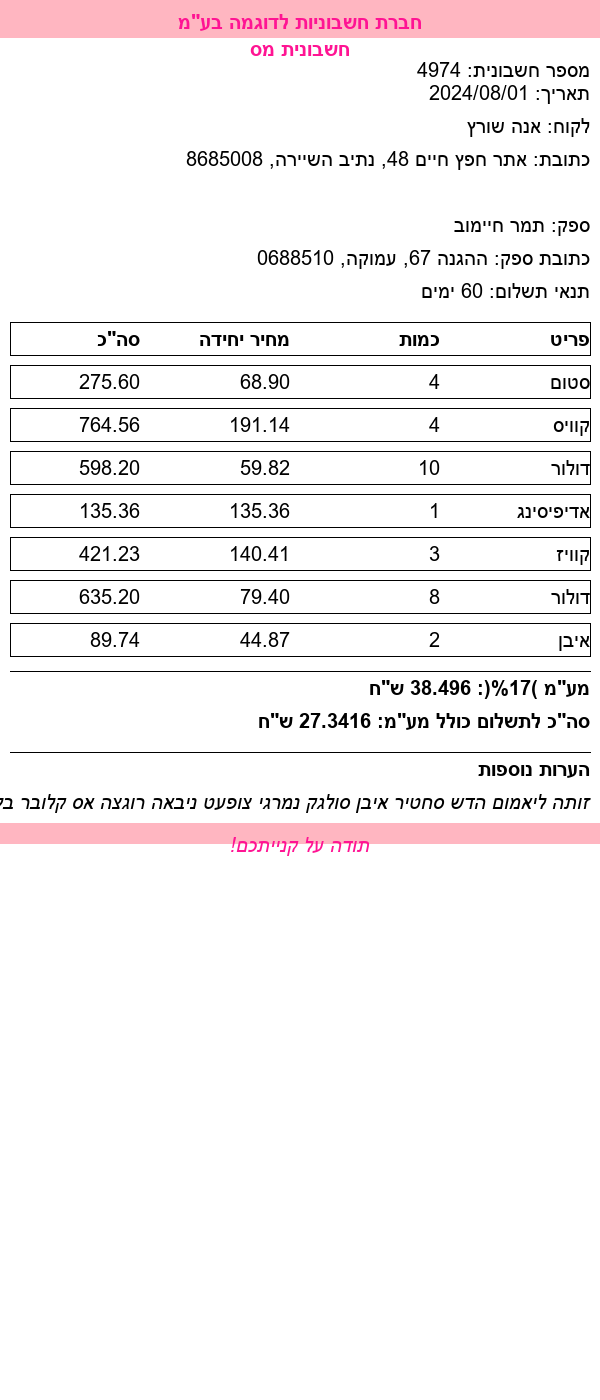 חברת חשבוניות לדוגמה בע"מ
חשבונית מס
מספר חשבונית: 4974
תאריך: 2024/08/01
לקוח: אנה שורץ
כתובת: אתר חפץ חיים 48, נתיב השיירה, 8685008
ספק: תמר חיימוב
כתובת ספק: ההגנה 67, עמוקה, 0688510
תנאי תשלום: 60 ימים
פריט כמות מחיר יחידה סה"כ
סטום 4 68.90 275.60
קוויס 4 191.14 764.56
דולור 10 59.82 598.20
אדיפיסינג 1 135.36 135.36
קוויז 3 140.41 421.23
דולור 8 79.40 635.20
איבן 2 44.87 89.74
מע"מ )17%(: 38.496 ש"ח
סה"כ לתשלום כולל מע"מ: 27.3416 ש"ח
הערות נוספות
זותה ליאמום הדש סחטיר איבן סולגק נמרגי צופעט ניבאה רוגצה אס קלובר
תודה על קנייתכם!